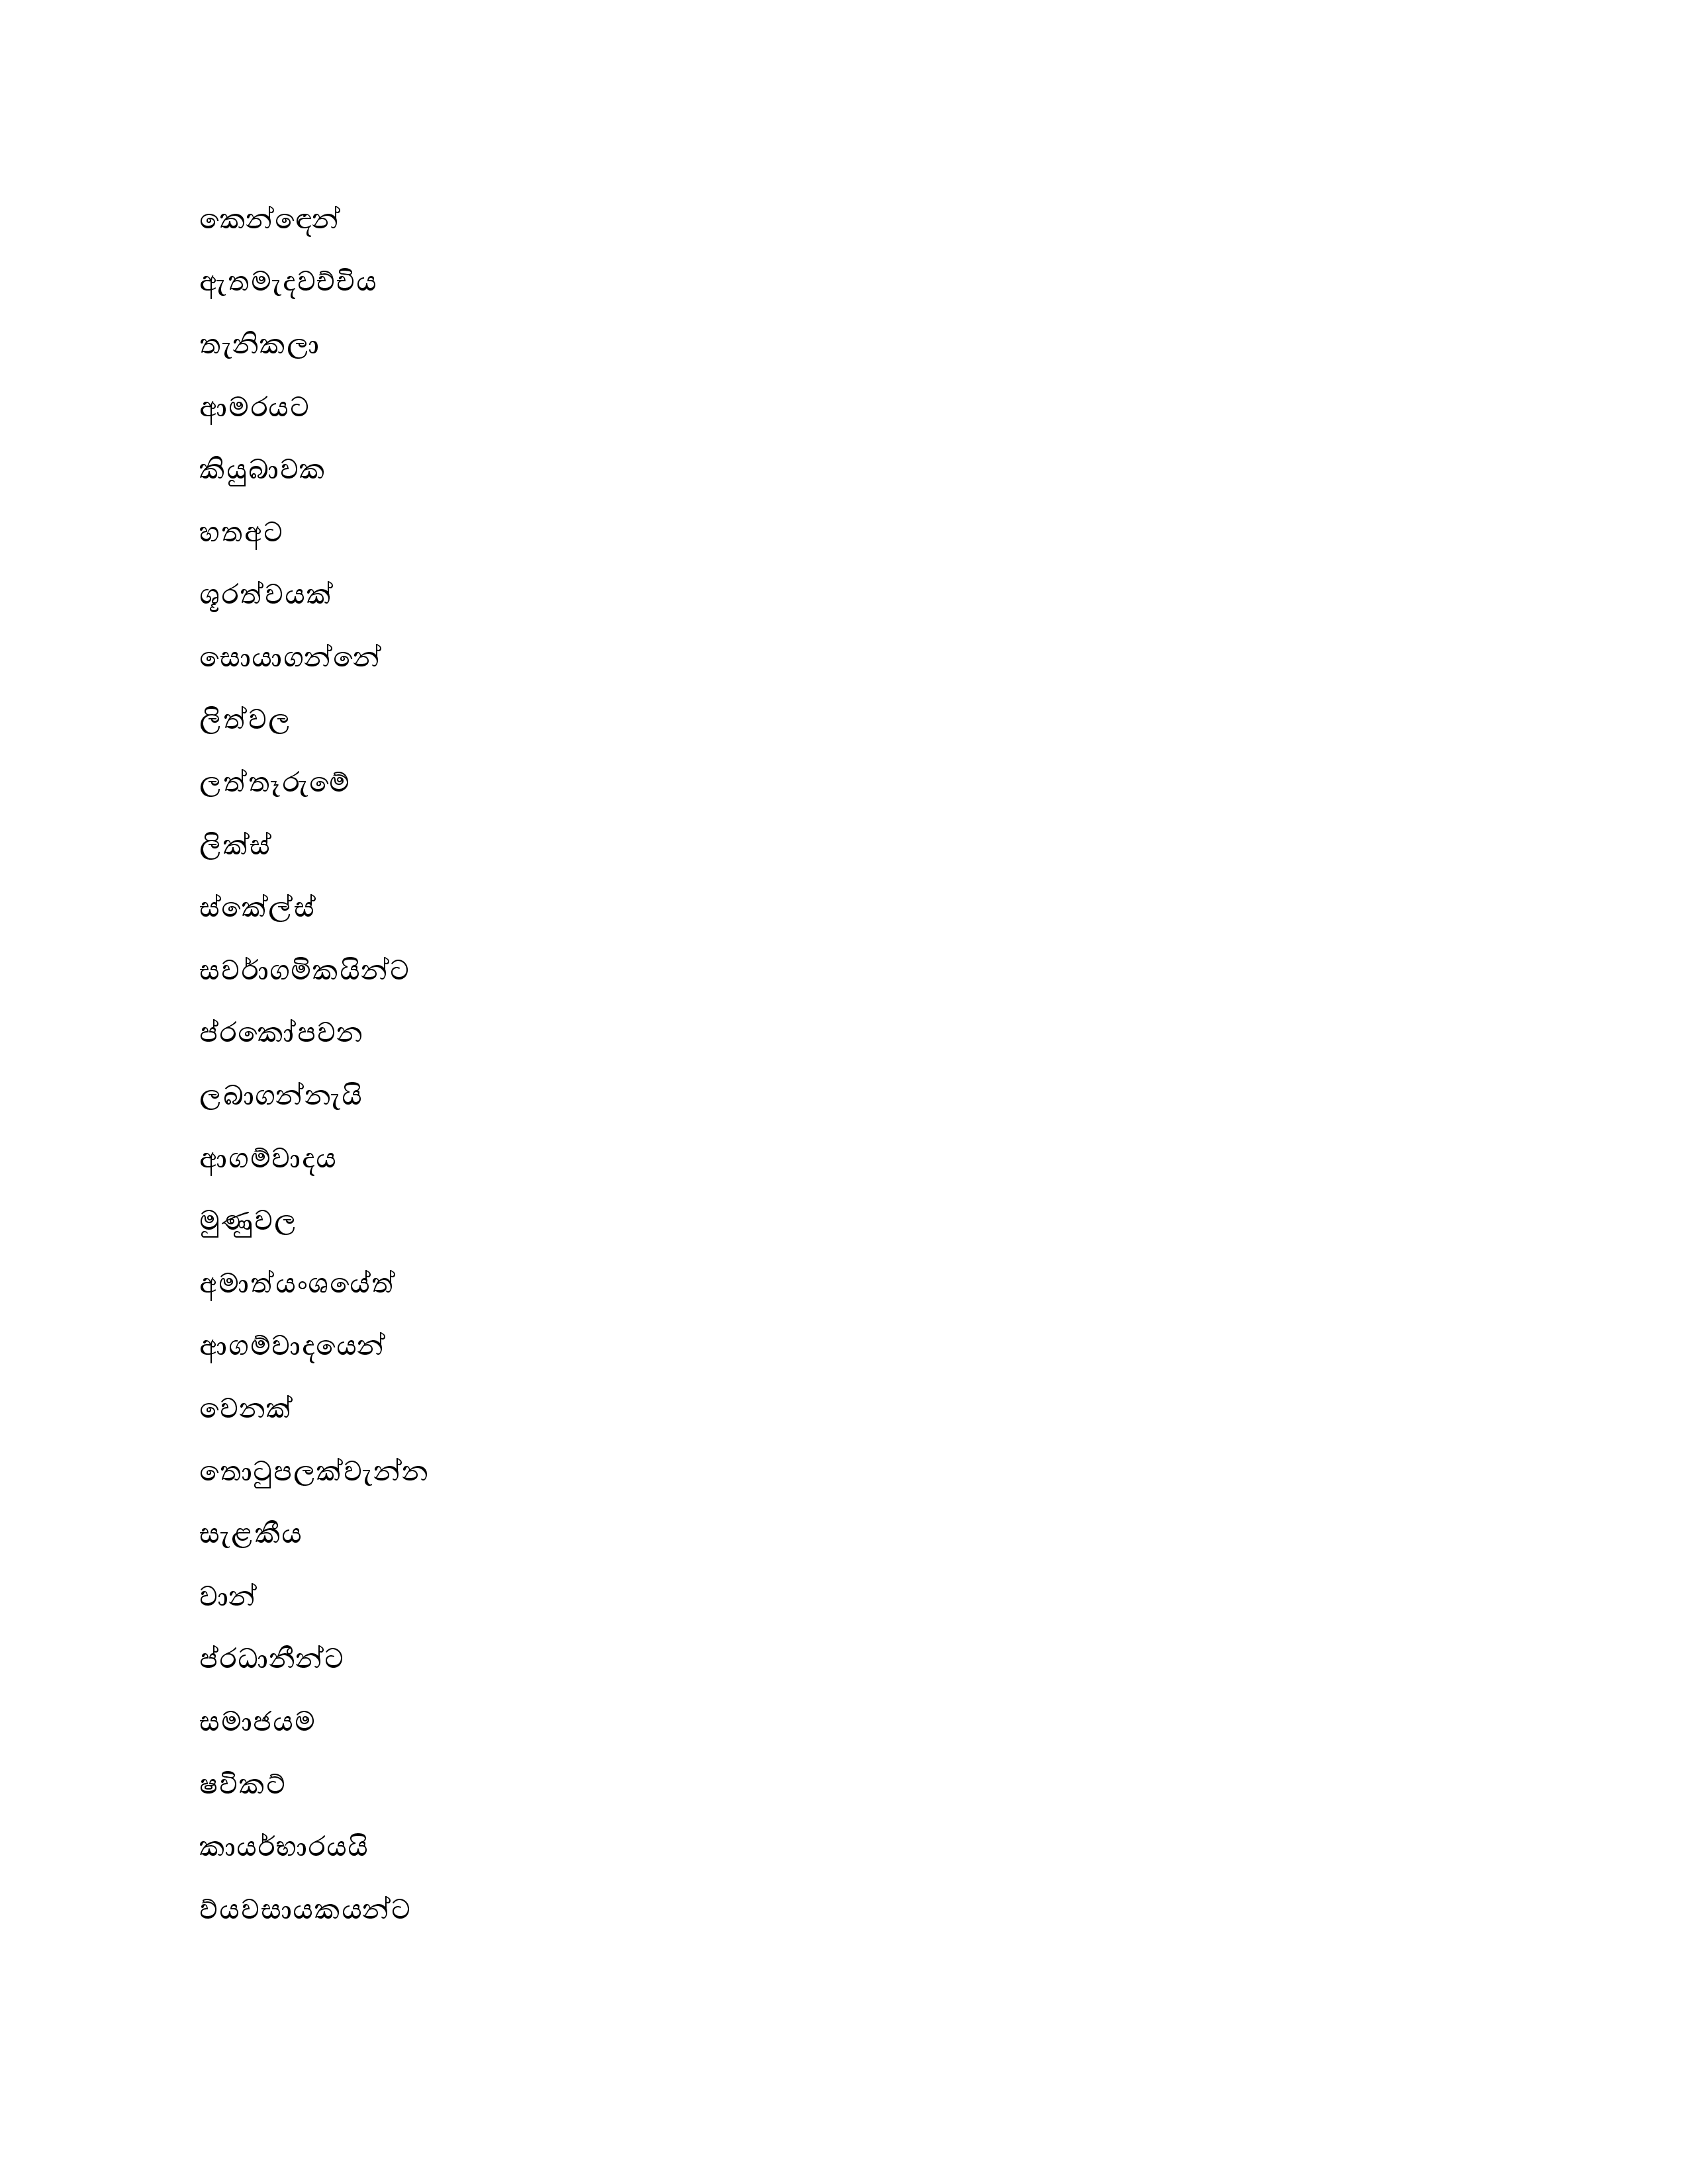 කෙන්ඳෙන්
ඇතමැදවච්චිය
තැනිකලා
ආමරයට
කියුබාවක
හතඅට
ශූරත්වයක්
සොයාගන්නේ
ලිත්වල
ලත්තෑරුමේ
ලික්ස්
ස්කේල්ස්
සවර්‍ාගමිකයින්ට
ප්රකෝපවන
ලබාගන්නැයි
ආගම්වාදය
මුණුවල
අමාත්යංශයේත්
ආගම්වාදයෙන්
වෙනක්
තොටුපලක්වැන්න
සැළකීය
වාන්
ප්රධානීන්ට
සමාජයම
ෂවිකට්
කාර්‍යභාරයයි
ව්යවසායකයන්ට